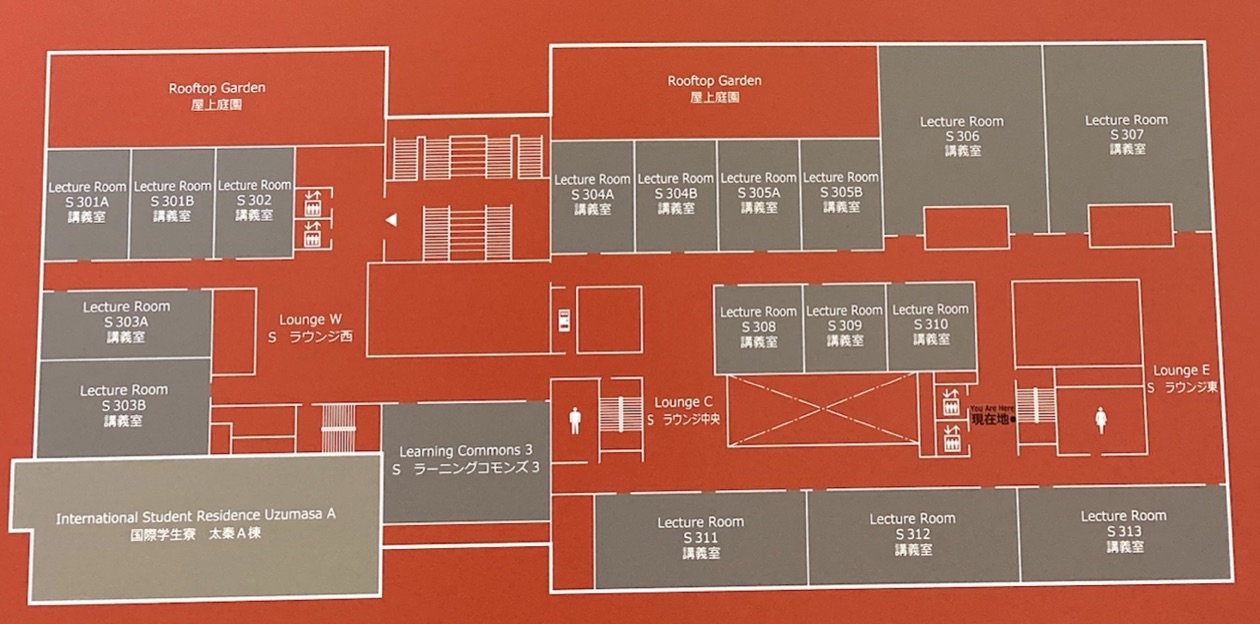 Rooftop Garden
屋上庭園
Rooftop Garden
屋上庭園
Lecture Room
S 306
講義室
Lecture Room
S 307
講義室
Lecture Room
S 301A
講義室
Lecture Room
S 301B
講義室
Lecture Room
S 302
講義室
Lecture Room
S 304A
講義室
Lecture Room
S 304B
講義室
Lecture Room
S 305A
講義室
Lecture Room
S 305B
講義室
Lecture Room
S 303A
講義室
Lounge W
S ラウンジ西
Lecture Room
S 308
講義室
Lecture Room
S 309
講義室
Lecture Room
S 310
講義室
Lecture Room
S 303B
講義室
Lounge C
S ラウンジ中央
You Are Here
現在地
Lounge E
S ラウンジ東
Learning Commons 3
S ラーニングコモンズ 3
International Student Residence Uzumasa A
国際学生寮 太秦A棟
Lecture Room
S 311
講義室
Lecture Room
S 312
講義室
Lecture Room
S 313
講義室